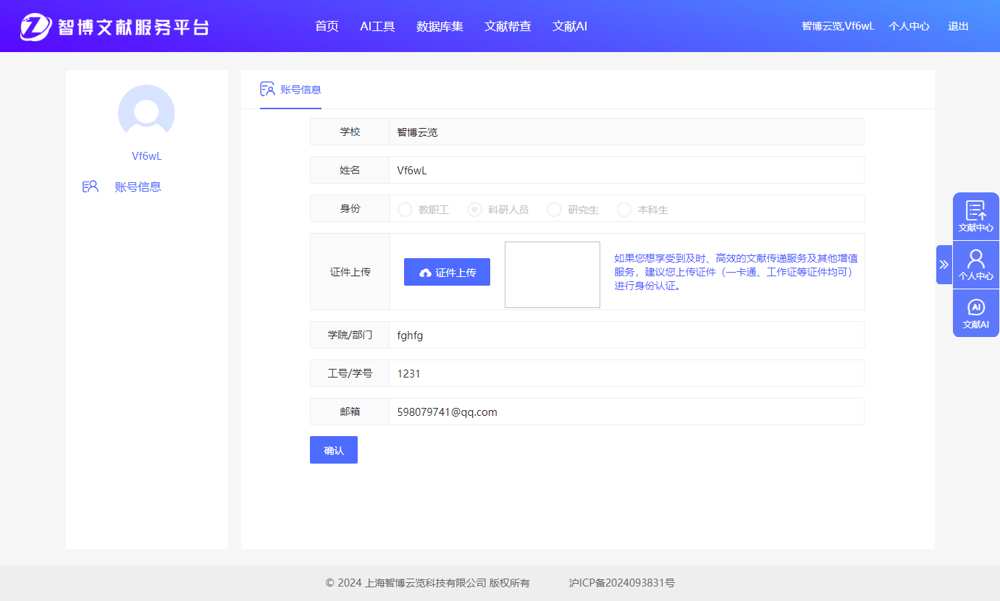 智博文献服务平台
首页 AI工具 数据库集 文献帮查 文献AI
智博云览,Vf6wL 个人中心 退出
Vf6wL
账号信息
账号信息
学校 智博云览
姓名 Vf6wL
身份 教职工 科研人员 研究生 本科生
证件上传 证件上传
如果您想享受到及时、高效的文献传递服务及其他增值
服务，建议您上传证件（一卡通、工作证等证件均可）
进行身份认证。
学院/部门 fghfg
工号/学号 1231
邮箱 598079741@qq.com
确认
文献中心
个人中心
AI
文献AI
© 2024 上海智博云览科技有限公司 版权所有 沪ICP备2024093831号